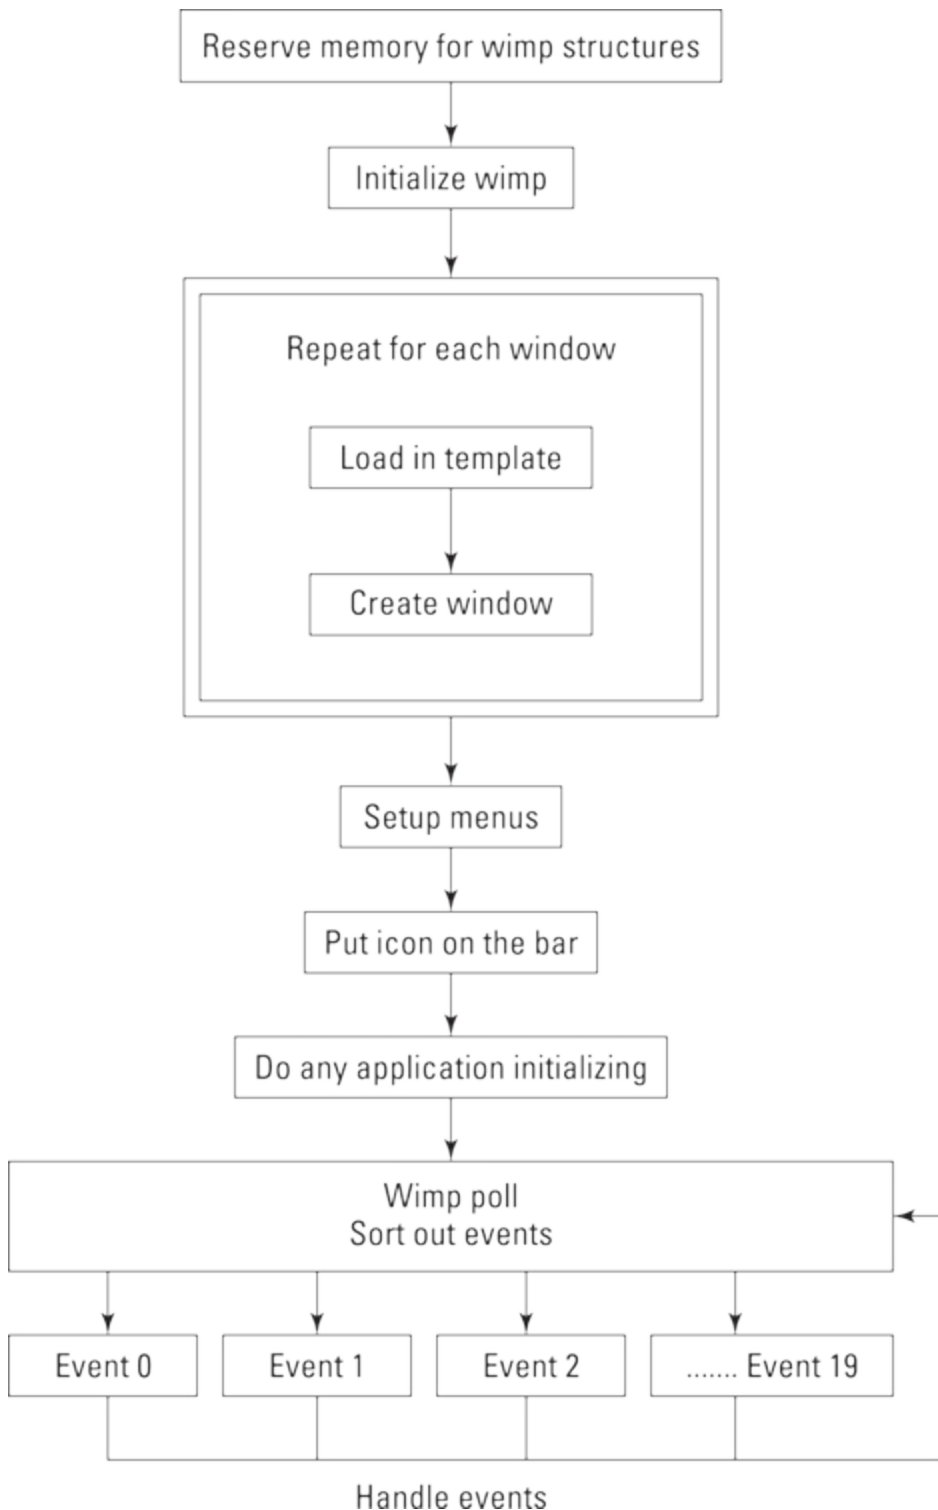 Reserve memory for wimp structures
Initialize wimp
Repeat for each window
Load in template
Create window
Setup menus
Put icon on the bar
Do any application initializing
Wimp poll
Sort out events
Event 0
Event 1
Event 2
....... Event 19
Handle events